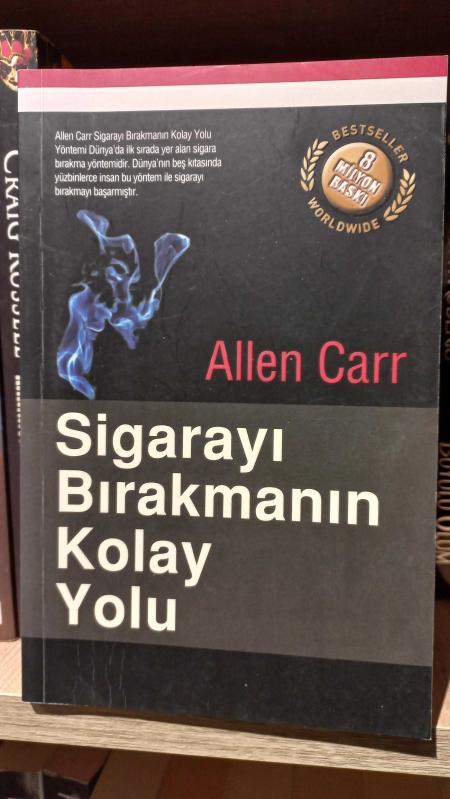 Allen Carr Sigarayı Bırakmanın Kolay Yolu
Yöntemi Dünya'da ilk sırada yer alan sigara
bırakma yöntemidir. Dünya'nın beş kıtasında
yüzbinlerce insan bu yöntem ile sigarayı
bırakmayı başarmıştır.
BESTSELLER
8
MİLYON
BASKI
WORLDWIDE
Allen Carr
Sigarayı
Bırakmanın
Kolay
Yolu
CRAIG RUSSELL